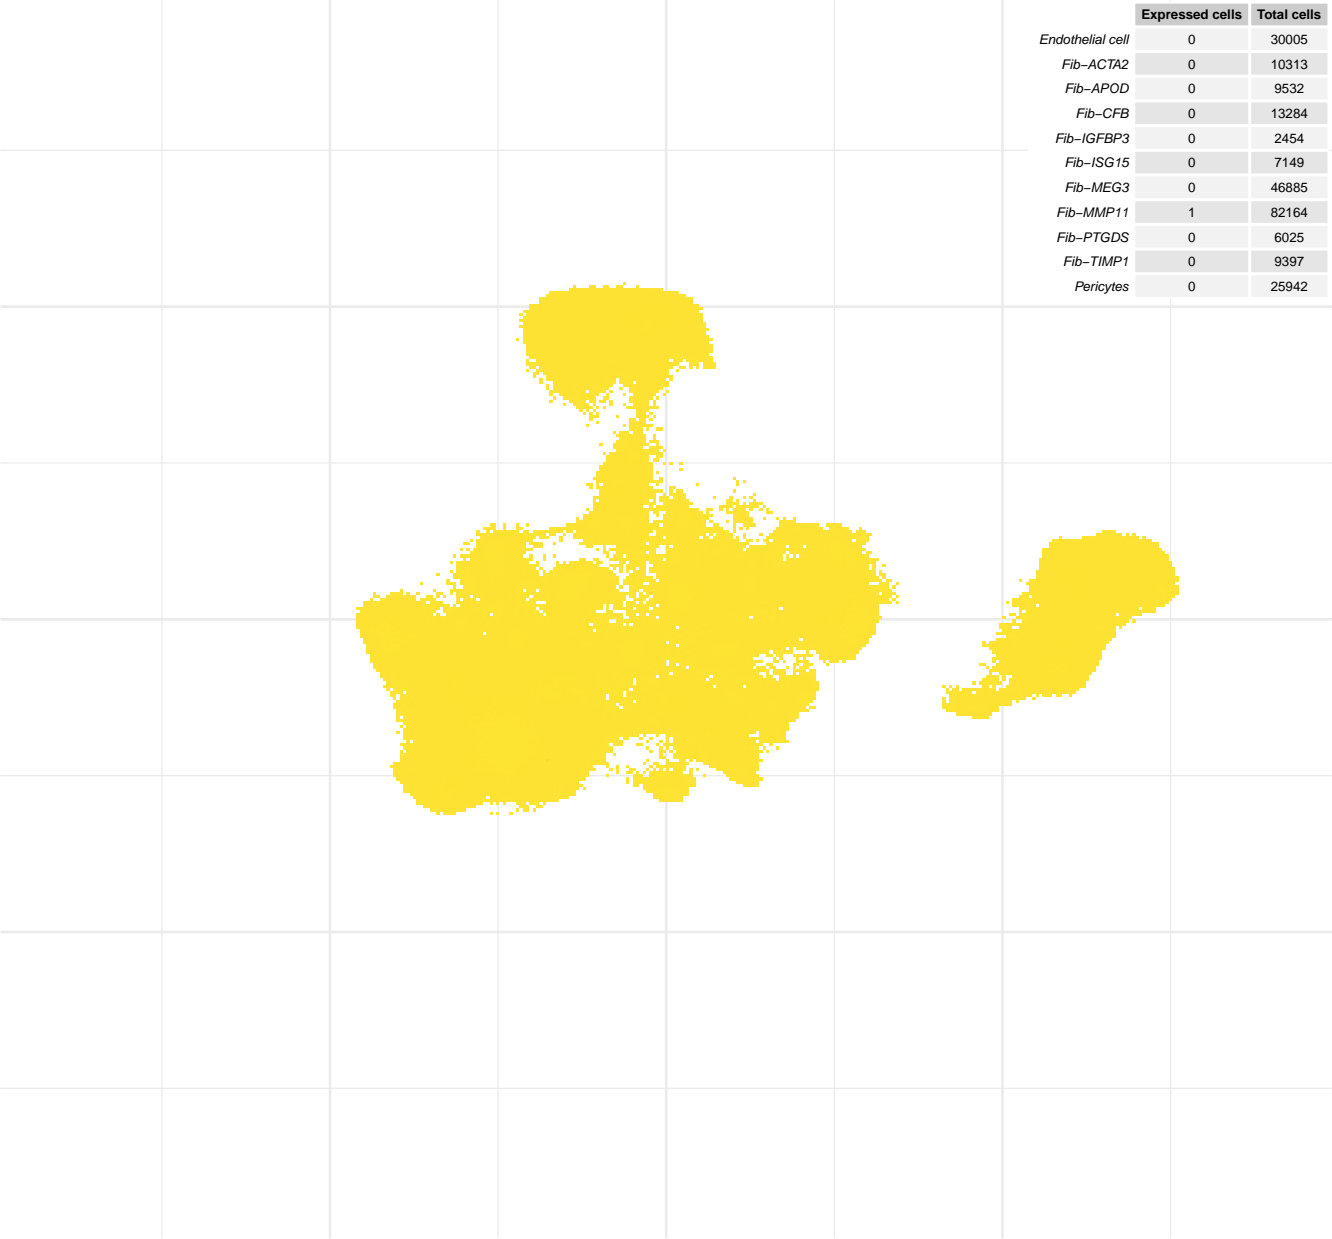 Expressed cells Total cells
Endothelial cell 0 30005
Fib−ACTA2 0 10313
Fib−APOD 0 9532
Fib−CFB 0 13284
Fib−IGFBP3 0 2454
Fib−ISG15 0 7149
Fib−MEG3 0 46885
Fib−MMP11 1 82164
Fib−PTGDS 0 6025
Fib−TIMP1 0 9397
Pericytes 0 25942